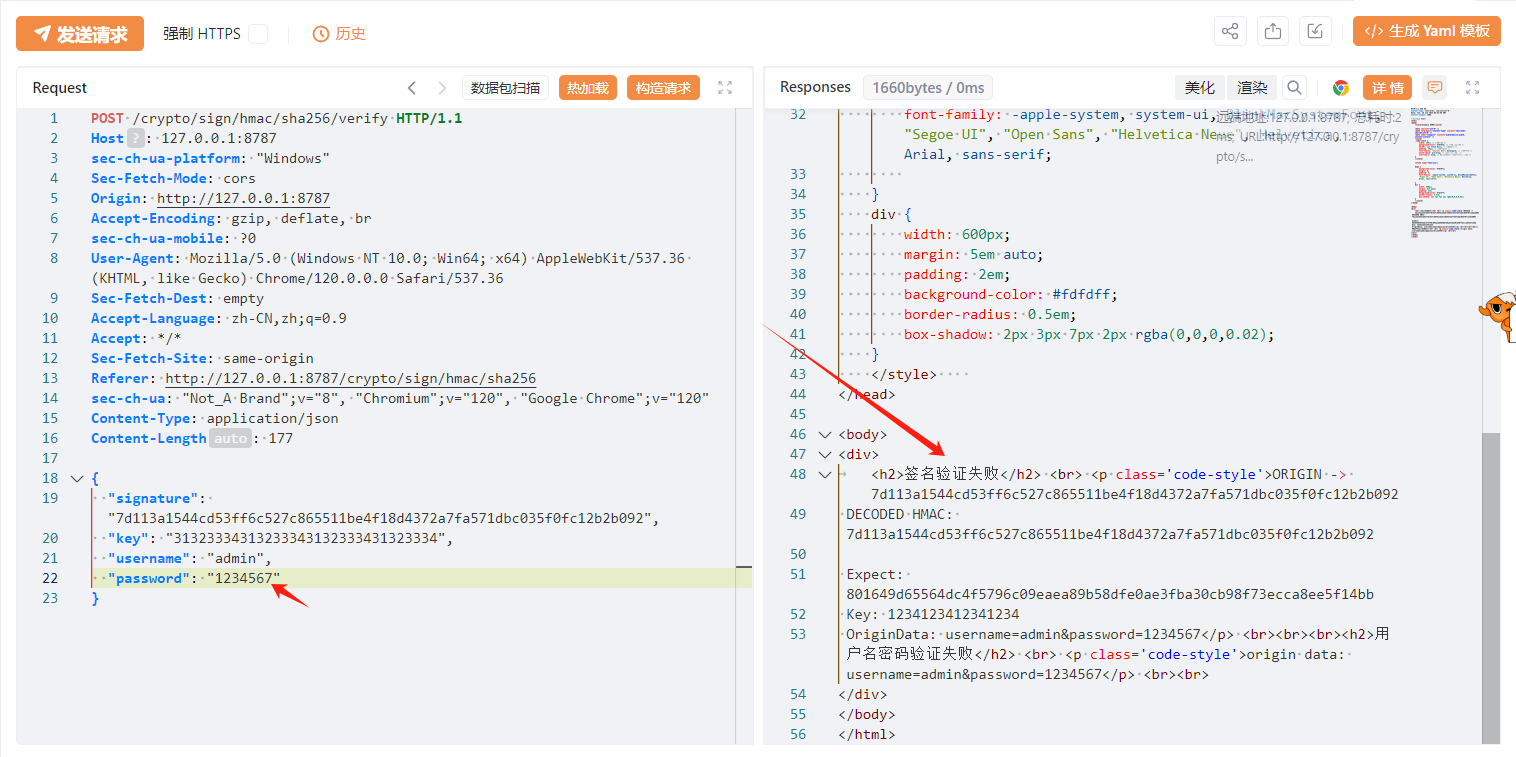 发送请求 强制 HTTPS 历史 </> 生成 Yaml 模板
Request 数据包扫描 热加载 构造请求
1 POST /crypto/sign/hmac/sha256/verify HTTP/1.1
2 Host ? : 127.0.0.1:8787
3 sec-ch-ua-platform: "Windows"
4 Sec-Fetch-Mode: cors
5 Origin: http://127.0.0.1:8787
6 Accept-Encoding: gzip, deflate, br
7 sec-ch-ua-mobile: ?0
8 User-Agent: Mozilla/5.0 (Windows NT 10.0; Win64; x64) AppleWebKit/537.36
(KHTML, like Gecko) Chrome/120.0.0.0 Safari/537.36
9 Sec-Fetch-Dest: empty
10 Accept-Language: zh-CN,zh;q=0.9
11 Accept: */*
12 Sec-Fetch-Site: same-origin
13 Referer: http://127.0.0.1:8787/crypto/sign/hmac/sha256
14 sec-ch-ua: "Not_A Brand";v="8", "Chromium";v="120", "Google Chrome";v="120"
15 Content-Type: application/json
16 Content-Length auto : 177
17
18 {
19 "signature":
"7d113a1544cd53ff6c527c865511be4f18d4372a7fa571dbc035f0fc12b2b092",
20 "key": "31323334313233343132333431323334",
21 "username": "admin",
22 "password": "1234567"
23 }
Responses 1660bytes / 0ms 美化 渲染 详情
32 font-family: -apple-system, system-ui,
"Segoe UI", "Open Sans", "Helvetica
Arial, sans-serif;
远端地址:127.0.0.1:8787; 总耗时:2
ms; URL:http://127.0.0.1:8787/cry
pto/s...
33
34 }
35 div {
36 width: 600px;
37 margin: 5em auto;
38 padding: 2em;
39 background-color: #fdfdff;
40 border-radius: 0.5em;
41 box-shadow: 2px 3px 7px 2px rgba(0,0,0,0.02);
42 }
43 </style>
44 </head>
45
46 <body>
47 <div>
48 <h2>签名验证失败</h2> <br> <p class='code-style'>ORIGIN ->
7d113a1544cd53ff6c527c865511be4f18d4372a7fa571dbc035f0fc12b2b092
49 DECODED HMAC:
7d113a1544cd53ff6c527c865511be4f18d4372a7fa571dbc035f0fc12b2b092
50
51 Expect:
801649d65564dc4f5796c09eaea89b58dfe0ae3fba30cb98f73ecca8ee5f14bb
52 Key: 1234123412341234
53 OriginData: username=admin&password=1234567</p> <br><br><br><h2>用
户名密码验证失败</h2> <br> <p class='code-style'>origin data:
username=admin&password=1234567</p> <br><br>
54 </div>
55 </body>
56 </html>